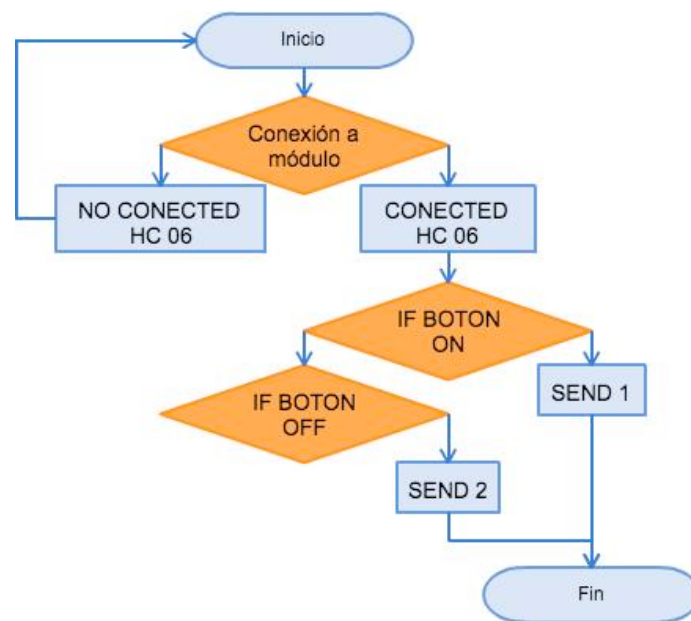 Inicio
Conexión a
módulo
NO CONECTED
HC 06
CONECTED
HC 06
IF BOTON
ON
IF BOTON
OFF
SEND 1
SEND 2
Fin